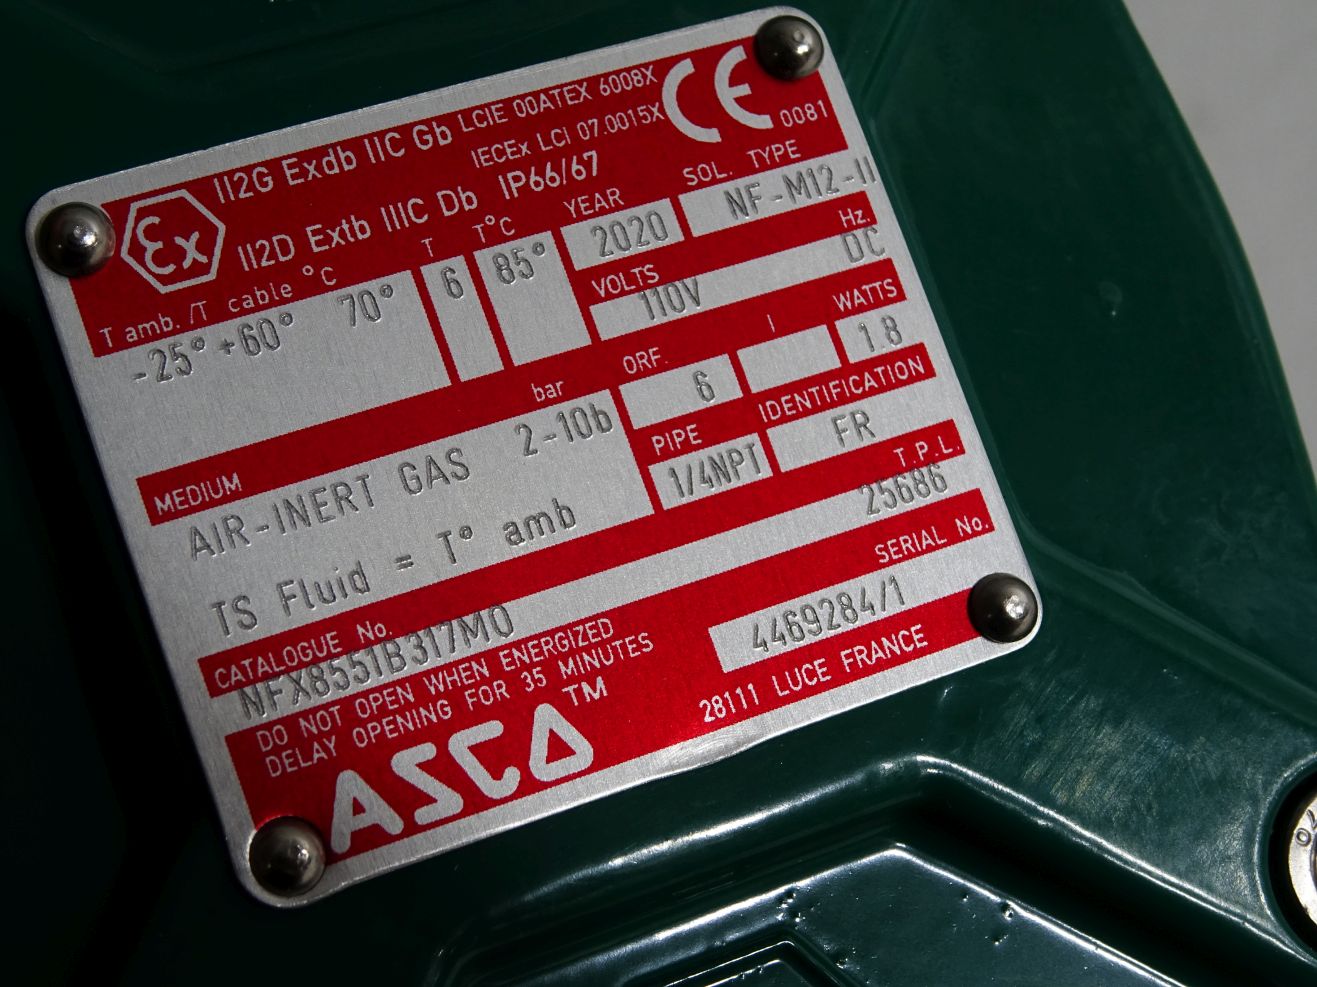 II2G Exdb IIC Gb LCIE 00ATEX 6008X
IECEx LCI 07.0015X
CE 0081
Ex II2D Extb IIIC Db IP66/67
T amb. /T cable °C T T°C YEAR SOL. TYPE
-25° +60° 70° 6 85° 2020 NF-M12-II
VOLTS Hz.
110V DC
MEDIUM bar ORF. I WATTS
AIR-INERT GAS 2-10b 6 1.8
PIPE IDENTIFICATION
TS Fluid = T° amb 1/4NPT FR
CATALOGUE No. T.P.L.
NFX8551B317MO 25686
DO NOT OPEN WHEN ENERGIZED
DELAY OPENING FOR 35 MINUTES
SERIAL No.
4469284/1
ASCO™
28111 LUCE FRANCE
70